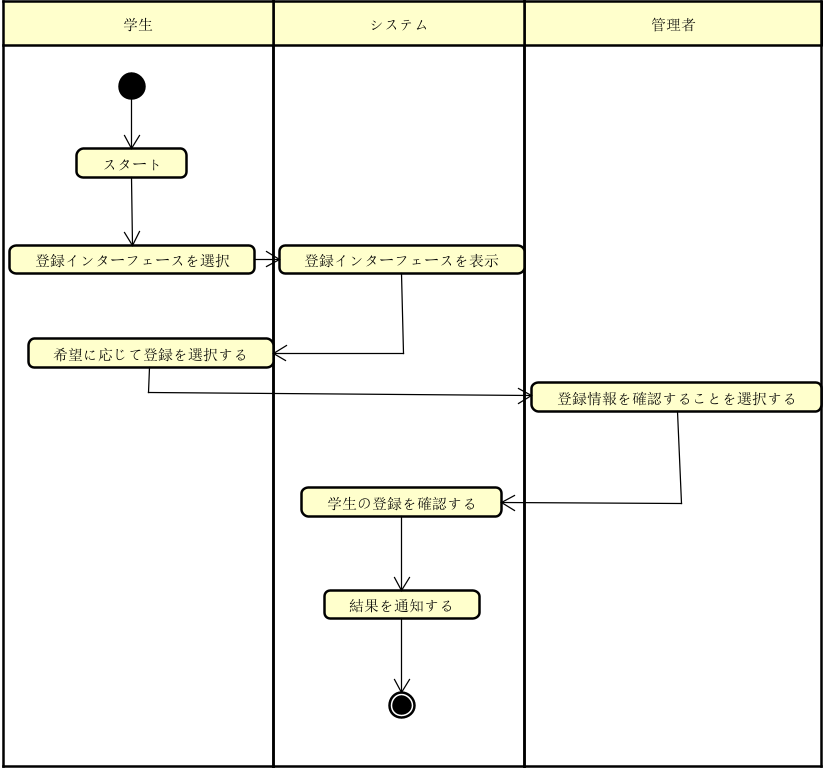 学生
システム
管理者
スタート
登録インターフェースを選択
登録インターフェースを表示
希望に応じて登録を選択する
登録情報を確認することを選択する
学生の登録を確認する
結果を通知する